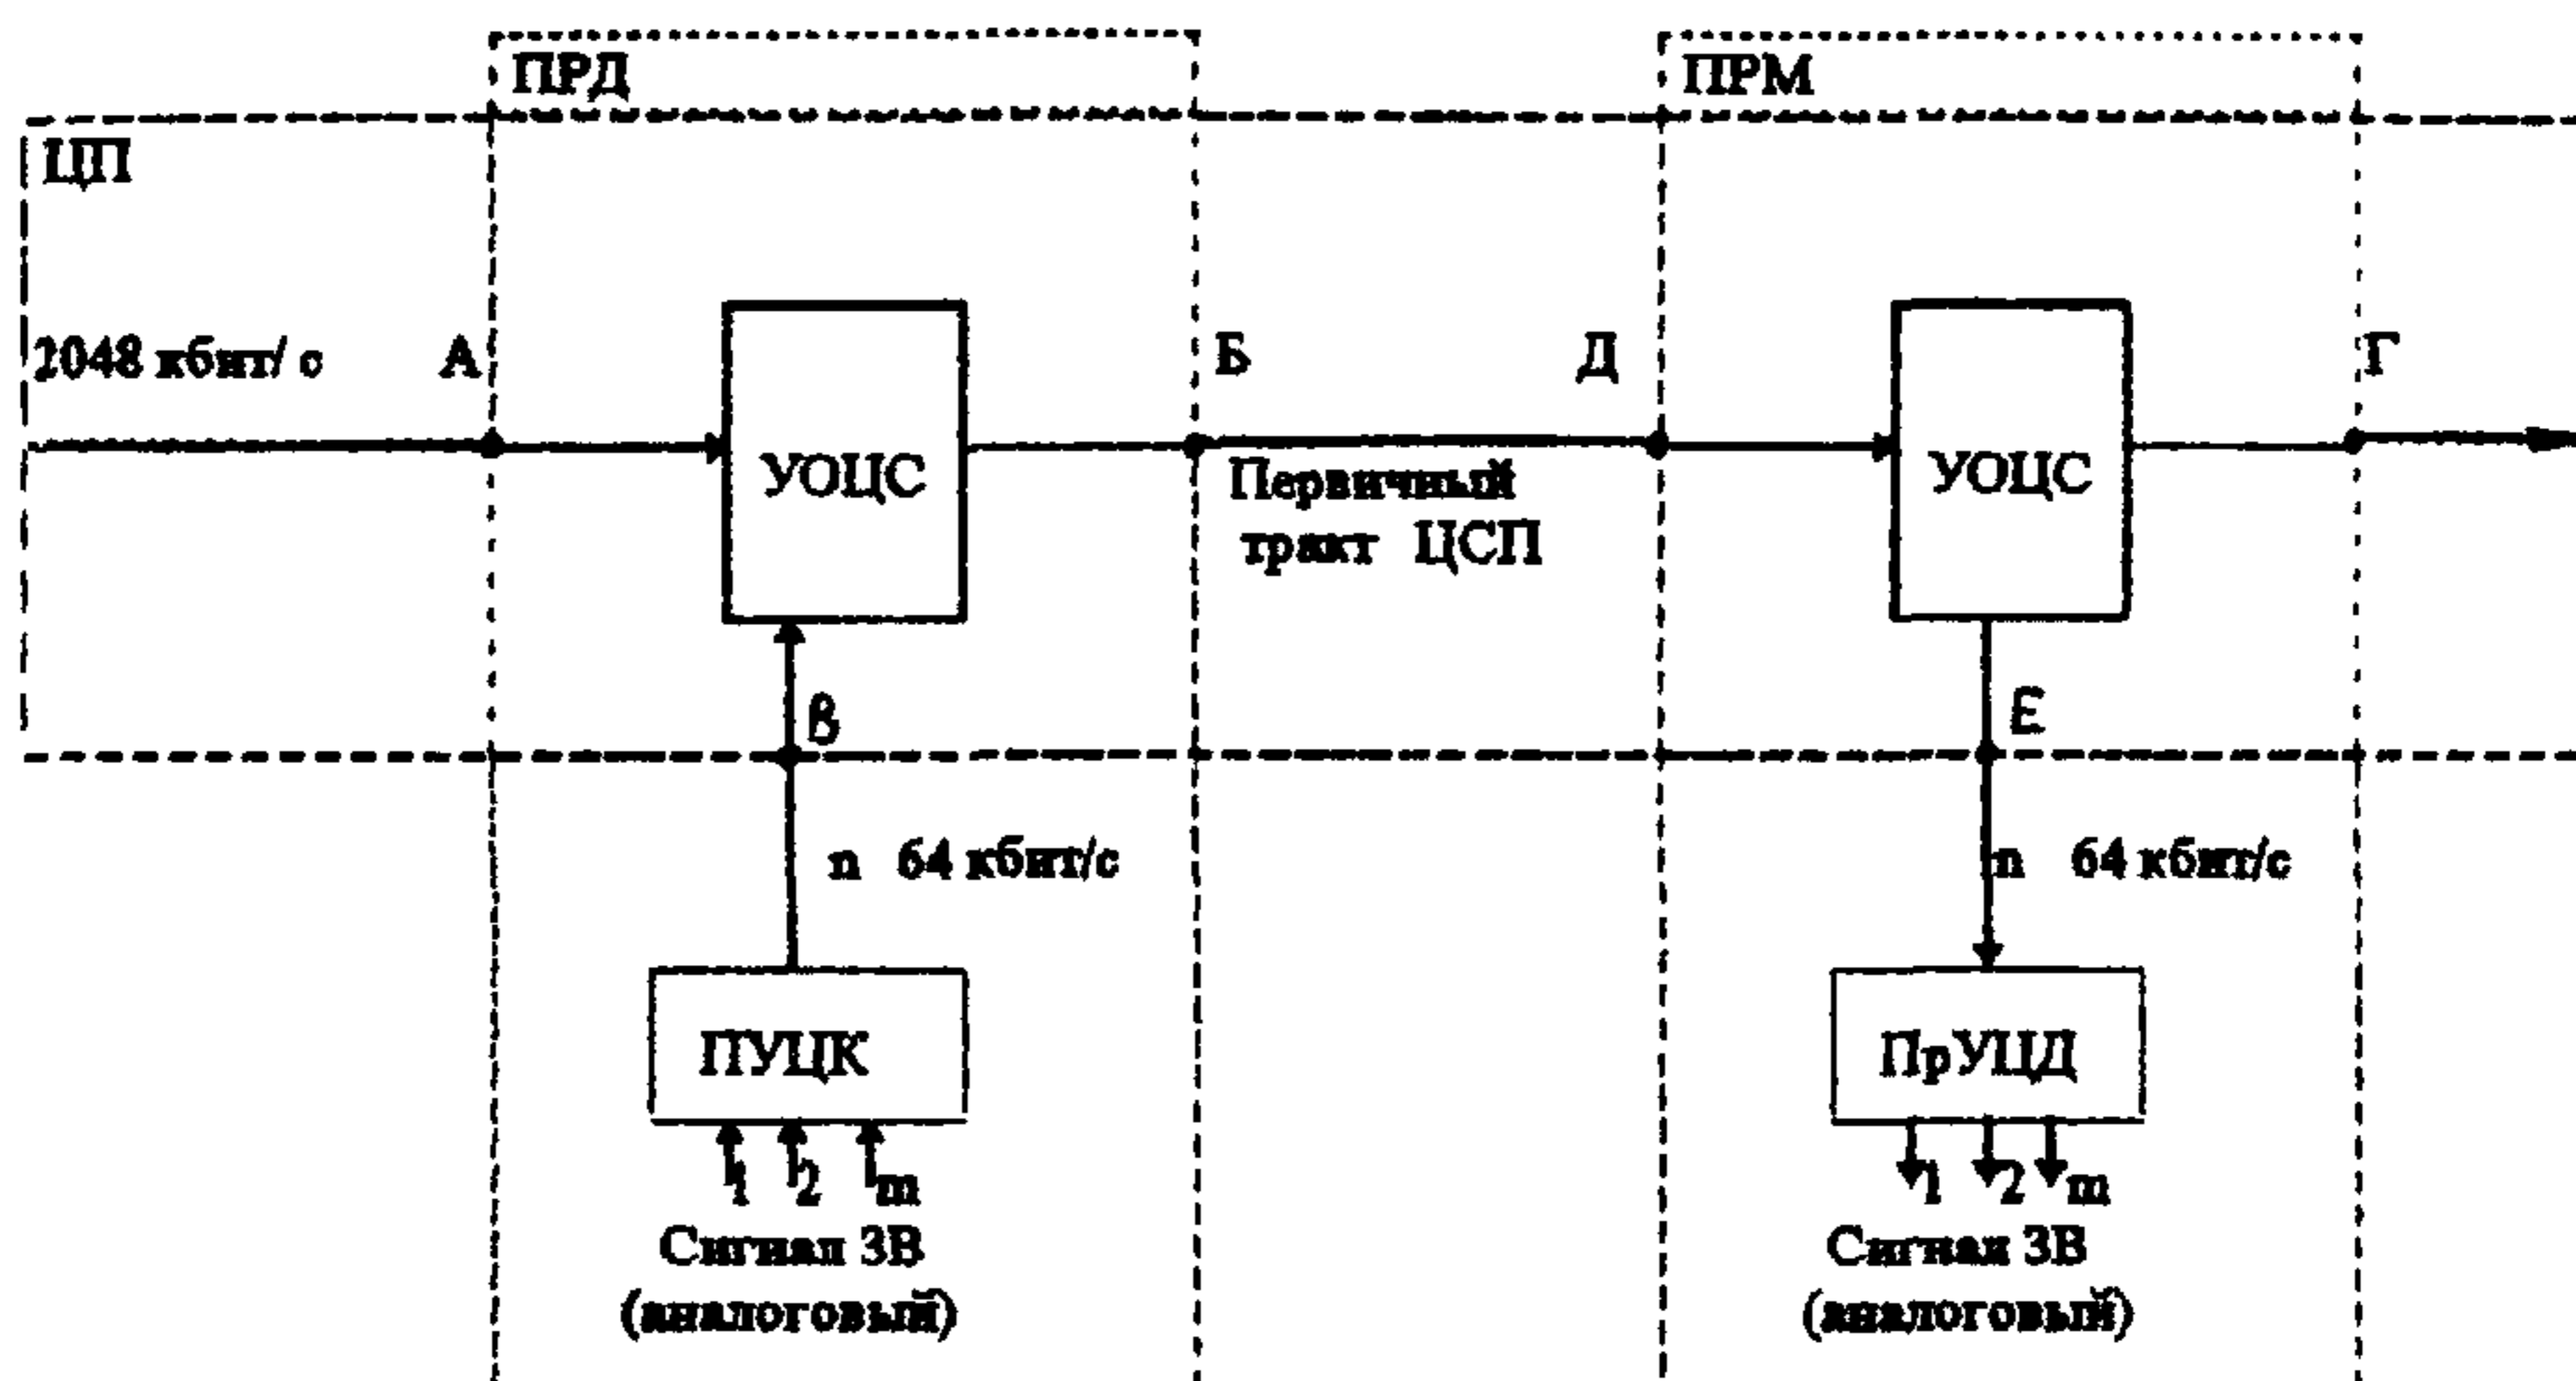 ПРД
ПРМ
ЦП
2048 кбит/ с
А
Б
Д
Г
УОЦС
УОЦС
Первичный
тракт ЦСП
В
Е
n 64 кбит/с
n 64 кбит/с
ПУЦК
ПрУЦД
1 2 m
1 2 m
Сигнал ЗВ
(аналоговый)
Сигнал ЗВ
(аналоговый)